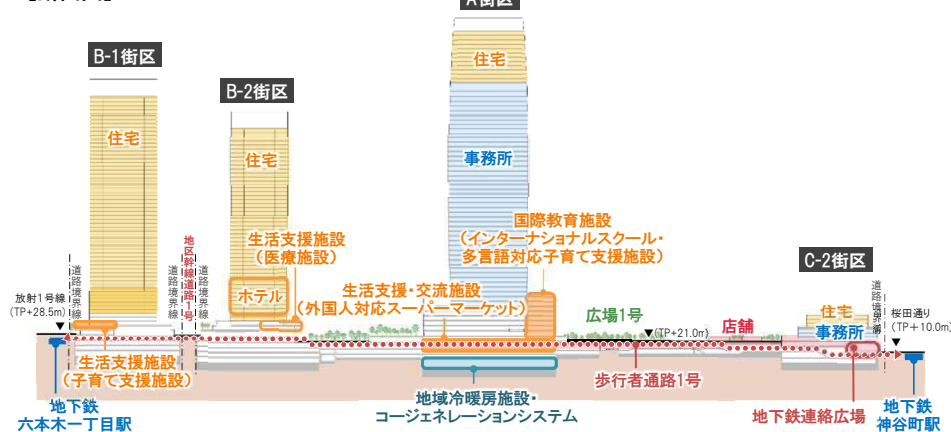 A街区
B-1街区
B-2街区
住宅
住宅
住宅
事務所
国際教育施設
(インターナショナルスクール・
多言語対応子育て支援施設)
生活支援施設
(医療施設)
生活支援・交流施設
(外国人対応スーパーマーケット)
ホテル
C-2街区
住宅
事務所
広場1号
店舗
(TP+21.0m)
道路境界線
地区幹線道路1号
道路境界線
道路境界線
道路境界線
放射1号線
(TP+28.5m)
桜田通り
(TP+10.0m)
生活支援施設
(子育て支援施設)
歩行者通路1号
地域冷暖房施設・
コージェネレーションシステム
地下鉄連絡広場
地下鉄
六本木一丁目駅
地下鉄
神谷町駅